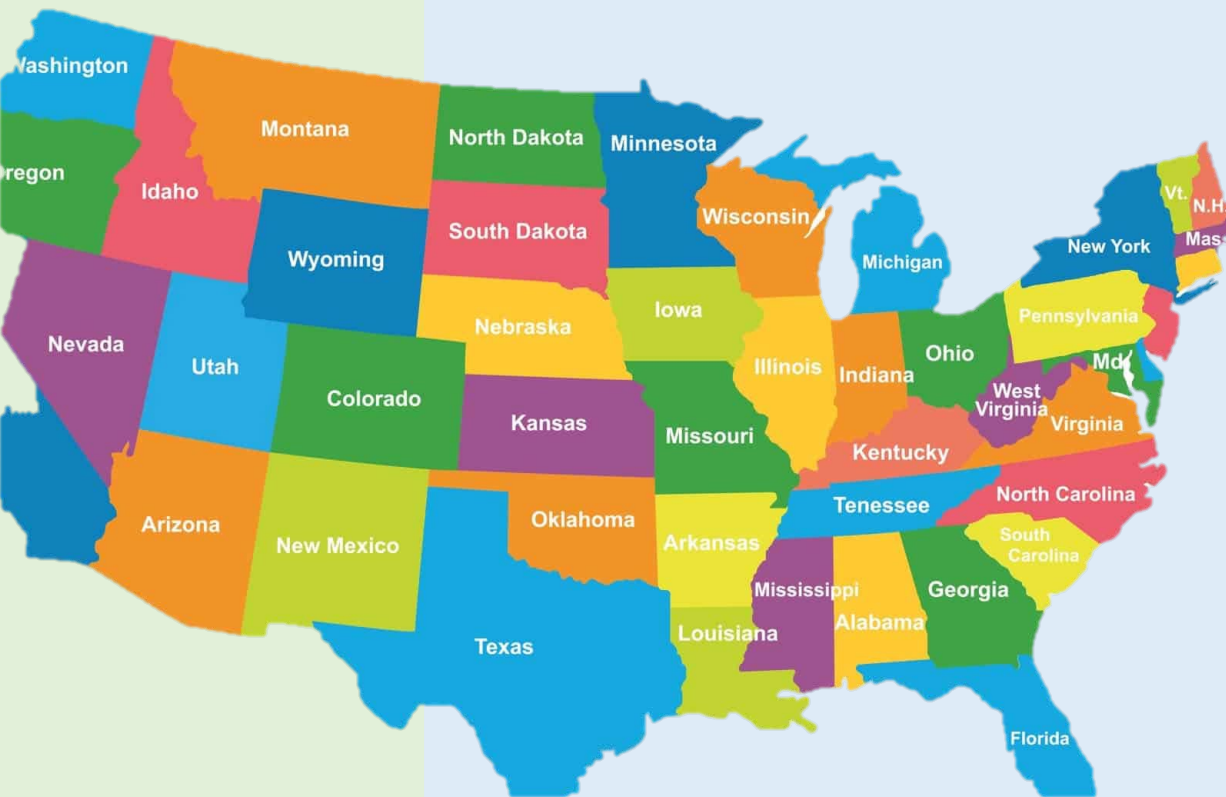 Washington
Montana
North Dakota
Minnesota
regon
Idaho
South Dakota
Wisconsin
Vt.
N.H.
Wyoming
Michigan
New York
Mas
Nevada
Utah
Nebraska
Iowa
Pennsylvania
Colorado
Illinois
Indiana
Ohio
Md
Kansas
Missouri
West
Virginia
Virginia
Kentucky
Arizona
New Mexico
Oklahoma
Arkansas
Tenessee
North Carolina
South
Carolina
Mississippi
Georgia
Texas
Louisiana
Alabama
Florida